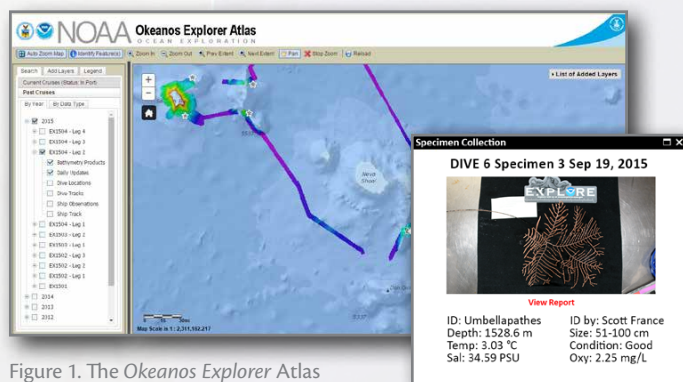 NOAA Okeanos Explorer Atlas
OCEAN EXPLORATION
Auto Zoom Map Identify Feature(s) Zoom In Zoom Out Prev Extent Next Extent Pan Stop Zoom Reload
Search Add Layers Legend
Current Cruises (Status: In Port)
Past Cruises
By Year By Data Type
2015
EX1504 - Leg 4
EX1504 - Leg 3
EX1504 - Leg 2
Bathymetry Products
Daily Updates
Dive Locations
Dive Tracks
Ship Observations
Ship Track
EX1504 - Leg 1
EX1503 - Leg 2
EX1503 - Leg 1
EX1502 - Leg 3
EX1502 - Leg 2
EX1502 - Leg 1
EX1501
2014
2013
2012
+
−
List of Added Layers
Map Scale is 1 : 2,311,162.217
Specimen Collection
DIVE 6 Specimen 3 Sep 19, 2015
EXPLORE
View Report
ID: Umbellapathes
Depth: 1528.6 m
Temp: 3.03 °C
Sal: 34.59 PSU
ID by: Scott France
Size: 51-100 cm
Condition: Good
Oxy: 2.25 mg/L
Figure 1. The Okeanos Explorer Atlas